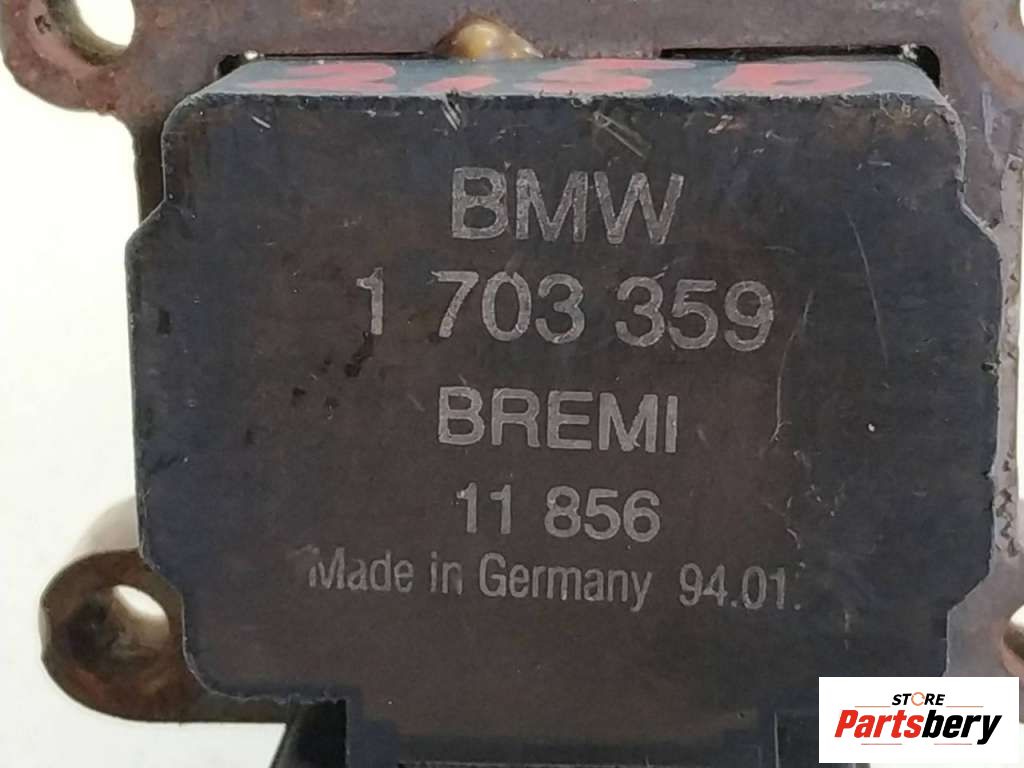 BMW
1 703 359
BREMI
11 856
Made in Germany 94.01.
STORE
Partsbery